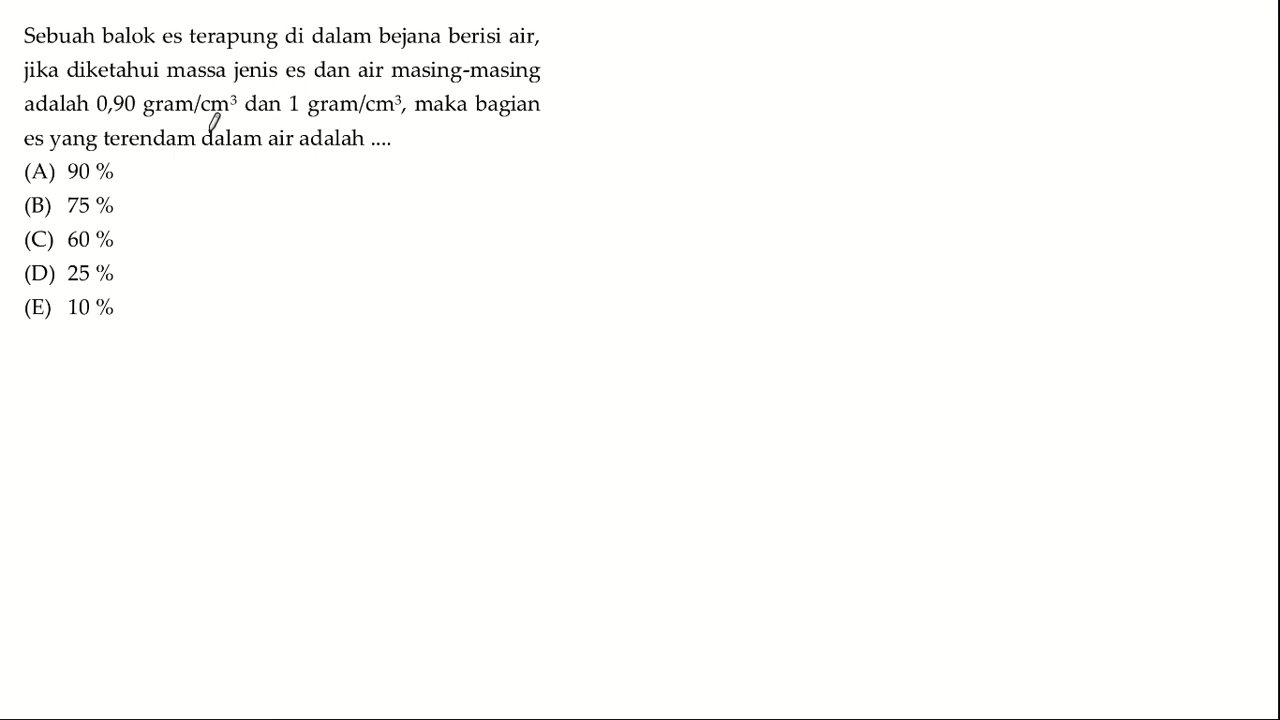 Sebuah balok es terapung di dalam bejana berisi air,
jika diketahui massa jenis es dan air masing-masing
adalah 0,90 gram/cm³ dan 1 gram/cm³, maka bagian
es yang terendam dalam air adalah ....
(A) 90 %
(B) 75 %
(C) 60 %
(D) 25 %
(E) 10 %